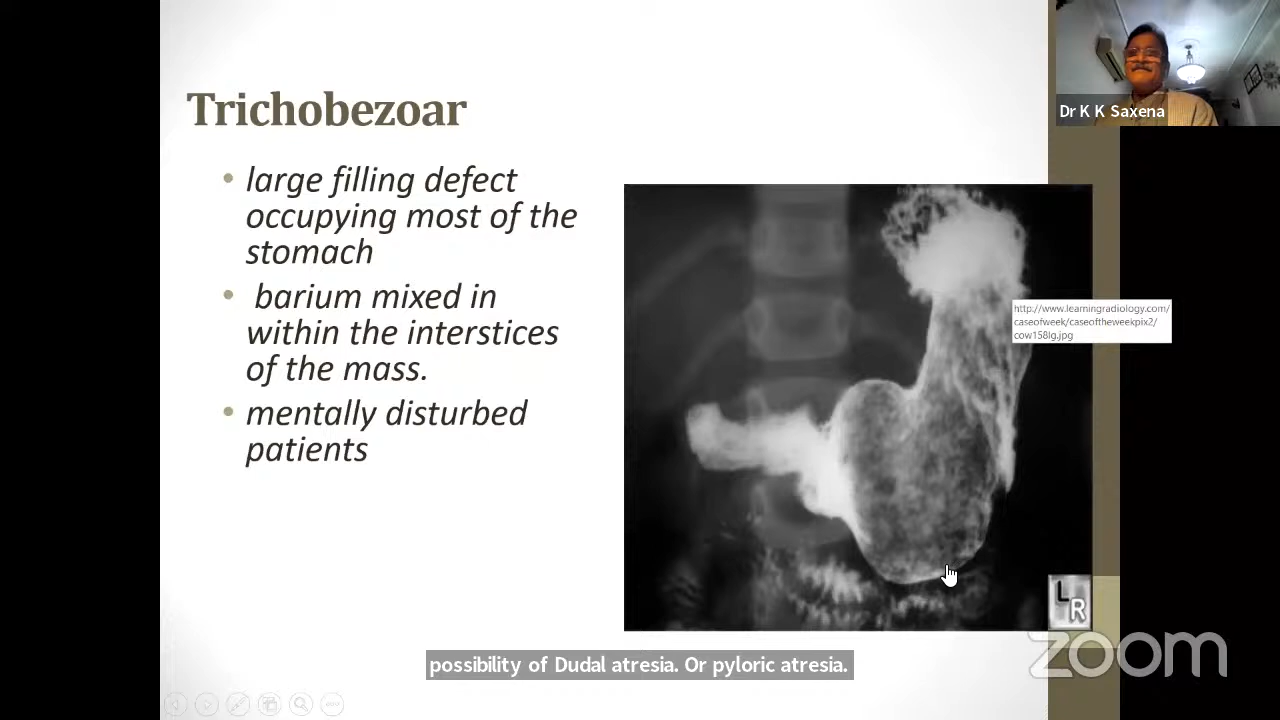 Dr K K Saxena
Trichobezoar
• large filling defect
occupying most of the
stomach
• barium mixed in
within the interstices
of the mass.
• mentally disturbed
patients
http://www.learningradiology.com/
caseofweek/caseoftheweekpix2/
cow158lg.jpg
L
R
possibility of Dudal atresia. Or pyloric atresia.
zoom